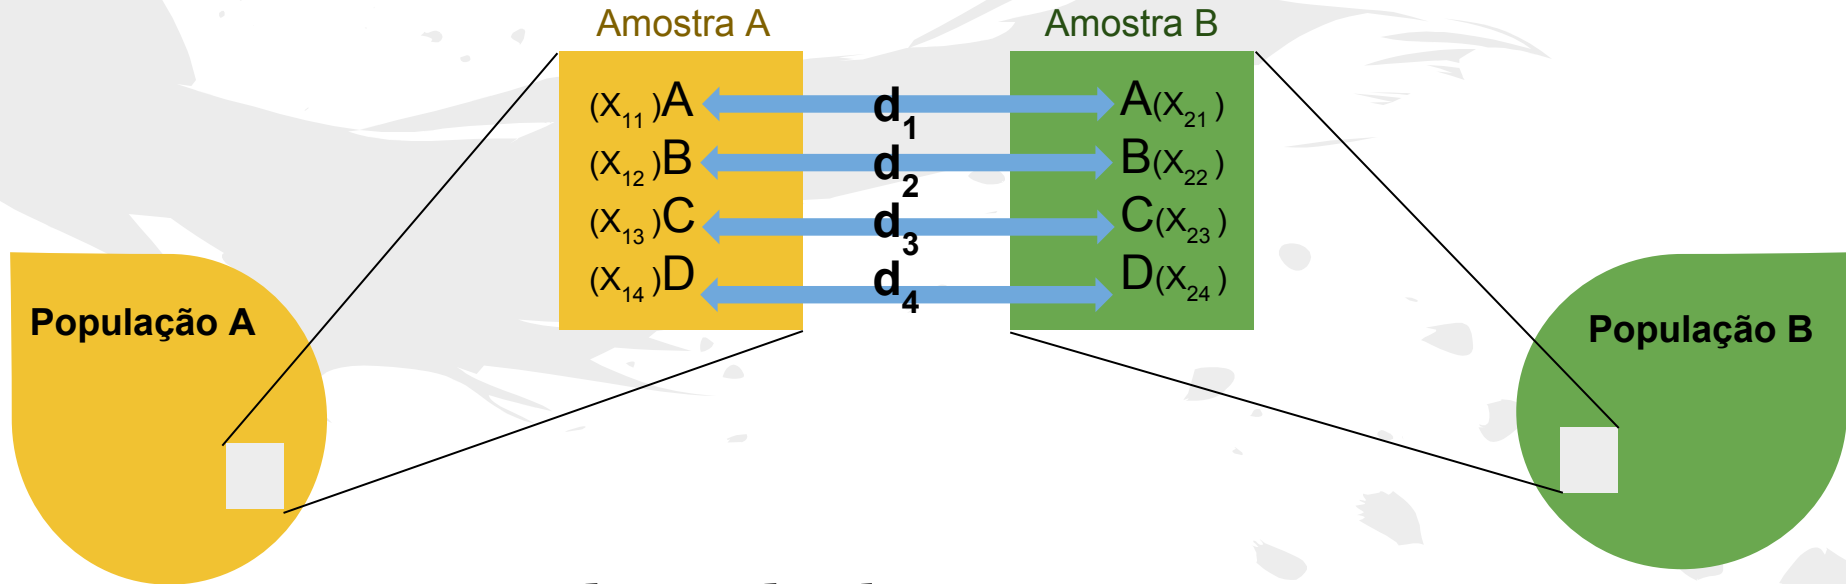 Amostra A
Amostra B
(X₁₁)A d₁ A(X₂₁)
(X₁₂)B d₂ B(X₂₂)
(X₁₃)C d₃ C(X₂₃)
(X₁₄)D d₄ D(X₂₄)
População A
População B